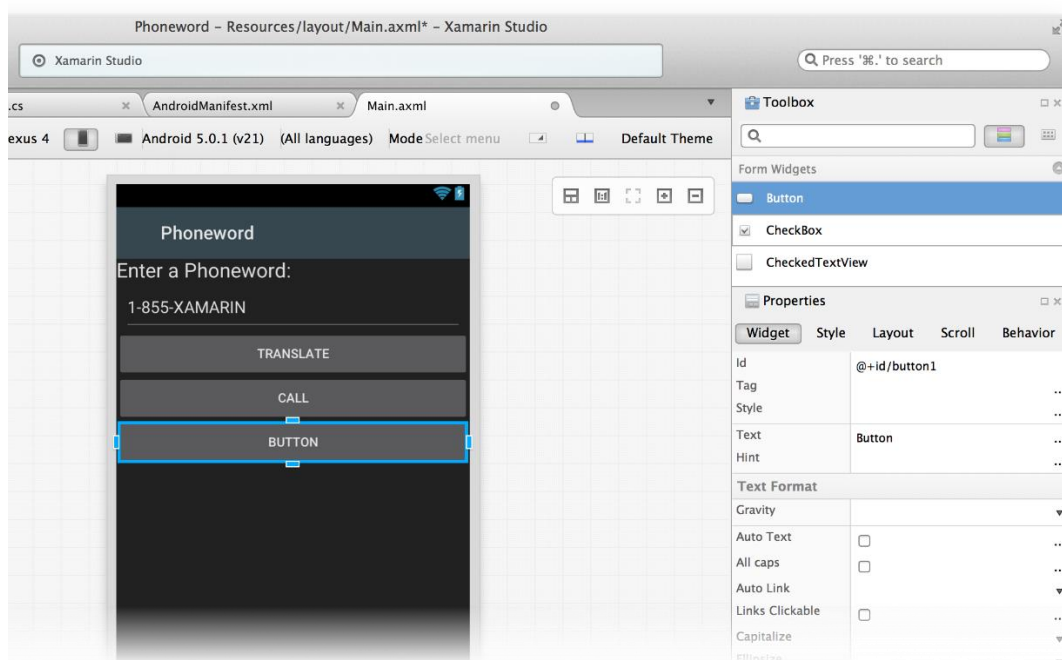 Phoneword – Resources/layout/Main.axml* – Xamarin Studio
Xamarin Studio
Press '⌘.' to search
.cs
AndroidManifest.xml
Main.axml
exus 4
Android 5.0.1 (v21)
(All languages)
Mode Select menu
Default Theme
Phoneword
Enter a Phoneword:
1-855-XAMARIN
TRANSLATE
CALL
BUTTON
Toolbox
Form Widgets
Button
CheckBox
CheckedTextView
Properties
Widget Style Layout Scroll Behavior
Id @+id/button1
Tag
Style
Text Button
Hint
Text Format
Gravity
Auto Text
All caps
Auto Link
Links Clickable
Capitalize
Ellipsize